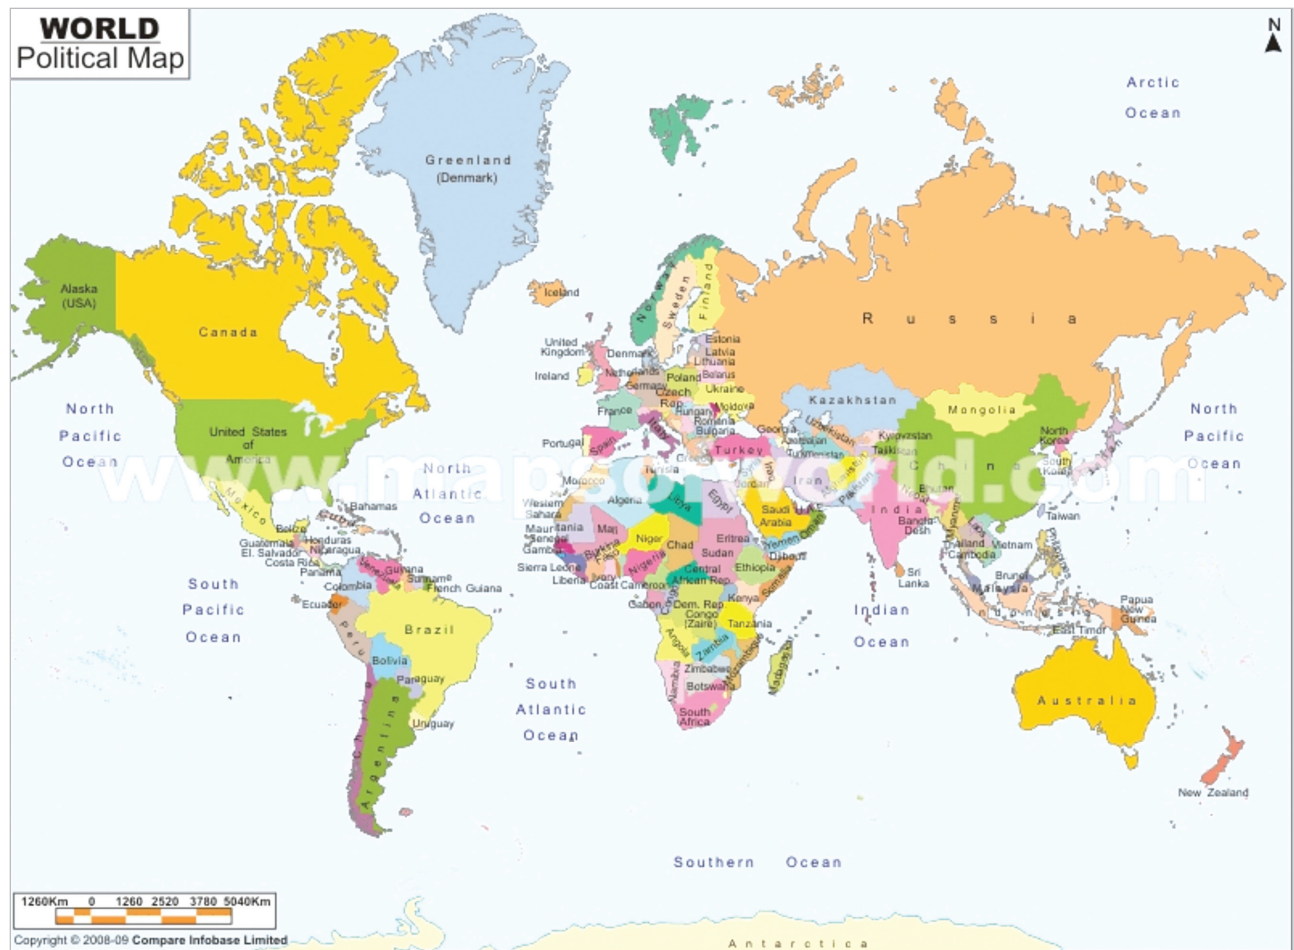 WORLD
Political Map
N
Arctic
Ocean
Greenland
(Denmark)
Alaska
(USA)
Canada
Iceland
Norway
Sweden
Finland
Russia
United
Kingdom
Ireland
Denmark
Estonia
Latvia
Lithuania
Belarus
Netherlands
Germany
Poland
Czech
Rep
Ukraine
France
Hungary
Moldova
Romania
Bulgaria
Italy
Portugal
Spain
Kazakhstan
Mongolia
Georgia
Uzbekistan
Azerbaijan
Turkmenistan
Kyrgyzstan
Tajikistan
North
Korea
South
Korea
Japan
China
Turkey
Iran
North
Pacific
Ocean
United States
of
America
North
Atlantic
Ocean
North
Pacific
Ocean
www.mapsofworld.com
Mexico
Bahamas
Cuba
Belize
Guatemala
Honduras
El. Salvador
Nicaragua
Costa Rica
Panama
Venezuela
Guyana
Suriname
French Guiana
Colombia
Ecuador
Peru
Brazil
Bolivia
Paraguay
Uruguay
Chile
Argentina
Morocco
Tunisia
Algeria
Libya
Egypt
Western
Sahara
Mauritania
Mali
Niger
Chad
Sudan
Eritrea
Senegal
Gambia
Burkina
Faso
Sierra Leone
Liberia
Ivory
Coast
Nigeria
Cameroon
Central
African Rep.
Ethiopia
Djibouti
Somalia
Gabon
Congo
Dem. Rep.
Congo
(Zaire)
Kenya
Tanzania
Angola
Zambia
Mozambique
Madagaskar
Zimbabwe
Namibia
Botswana
South
Africa
Jordan
Iraq
Saudi
Arabia
U.A.E
Oman
Yemen
Pakistan
Nepal
Bhutan
India
Bangla
Desh
Myanmar
Laos
Thailand
Vietnam
Cambodia
Taiwan
Philippines
Sri
Lanka
Brunei
Malaysia
Indonesia
East Timor
Papua
New
Guinea
South
Pacific
Ocean
South
Atlantic
Ocean
Indian
Ocean
Australia
New Zealand
Southern Ocean
Antarctica
1260Km 0 1260 2520 3780 5040Km
Copyright © 2008-09 Compare Infobase Limited